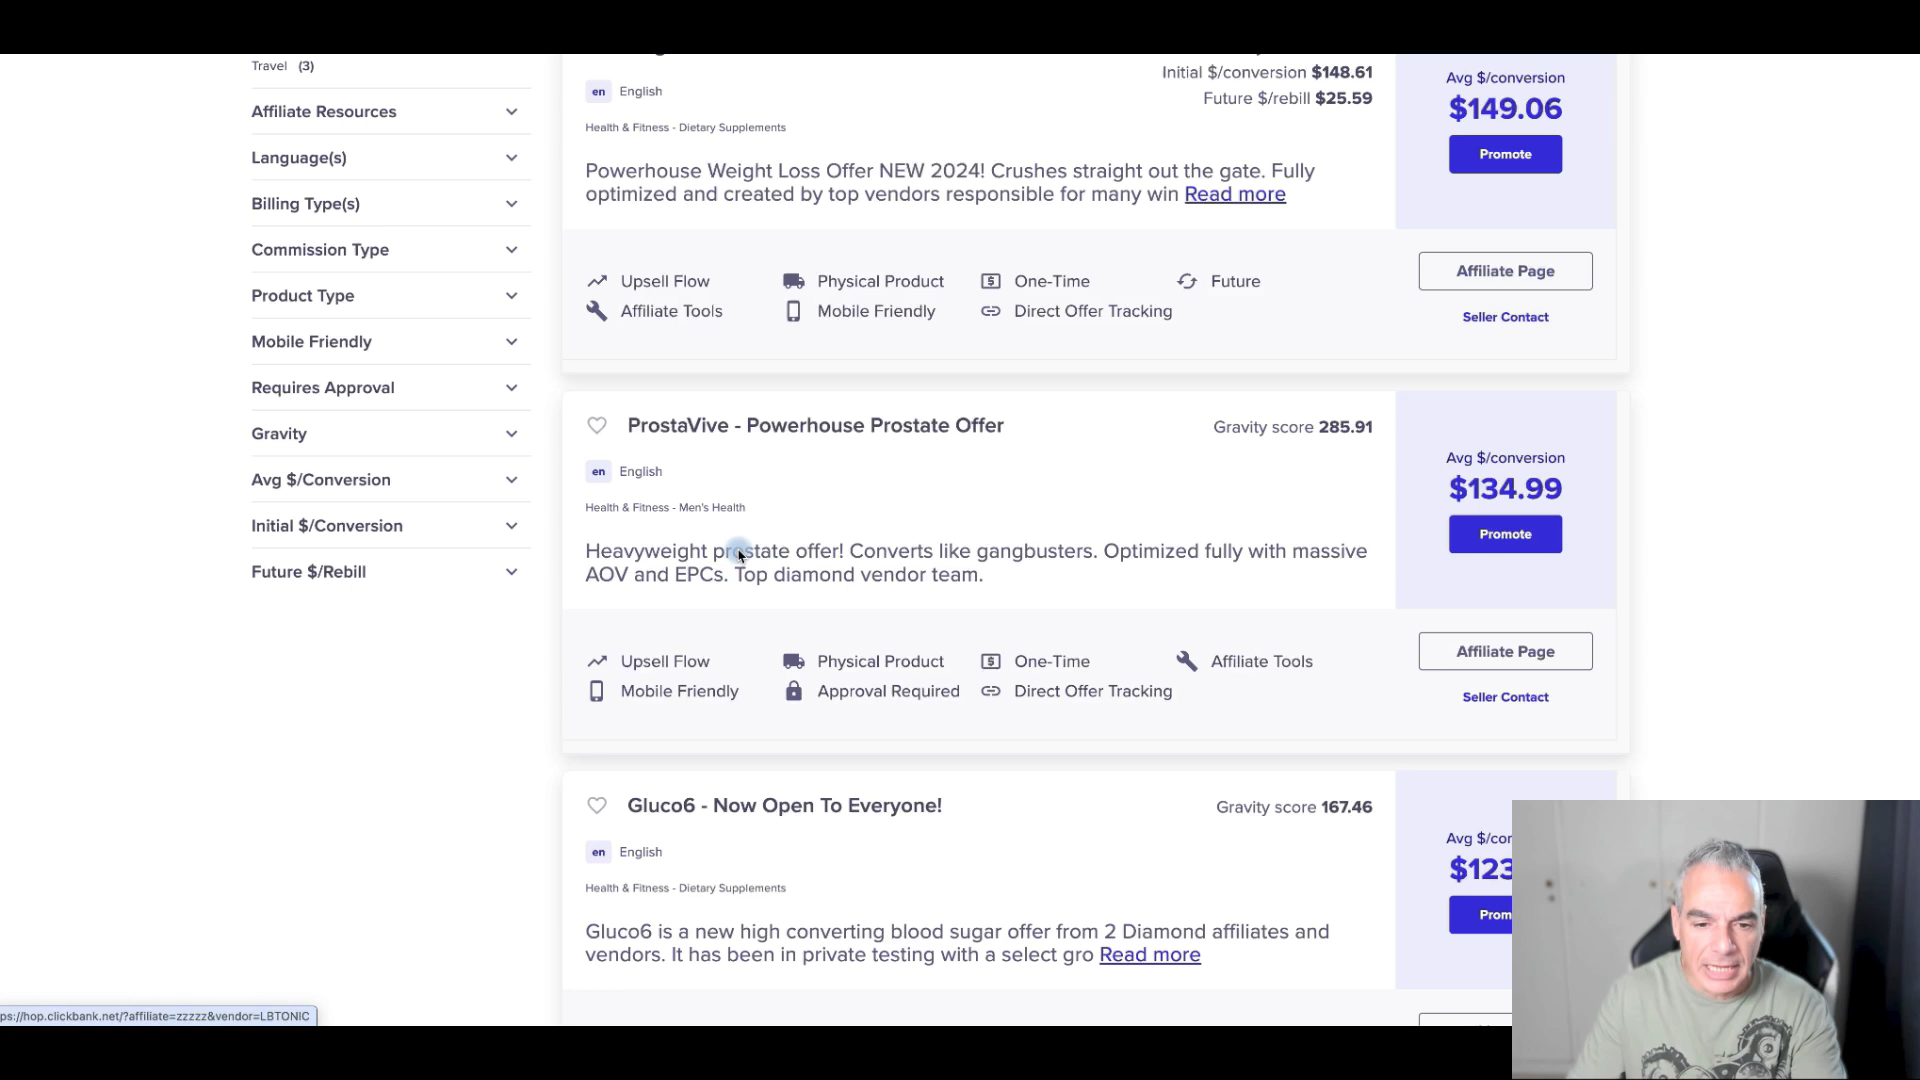 Travel (3)
Affiliate Resources
Language(s)
Billing Type(s)
Commission Type
Product Type
Mobile Friendly
Requires Approval
Gravity
Avg $/Conversion
Initial $/Conversion
Future $/Rebill
Initial $/conversion $148.61
en English
Future $/rebill $25.59
Health & Fitness - Dietary Supplements
Powerhouse Weight Loss Offer NEW 2024! Crushes straight out the gate. Fully
optimized and created by top vendors responsible for many win Read more
Avg $/conversion
$149.06
Promote
Upsell Flow Physical Product One-Time Future
Affiliate Tools Mobile Friendly Direct Offer Tracking
Affiliate Page
Seller Contact
ProstaVive - Powerhouse Prostate Offer
Gravity score 285.91
en English
Health & Fitness - Men's Health
Heavyweight prostate offer! Converts like gangbusters. Optimized fully with massive
AOV and EPCs. Top diamond vendor team.
Avg $/conversion
$134.99
Promote
Upsell Flow Physical Product One-Time Affiliate Tools
Mobile Friendly Approval Required Direct Offer Tracking
Affiliate Page
Seller Contact
Gluco6 - Now Open To Everyone!
Gravity score 167.46
en English
Health & Fitness - Dietary Supplements
Gluco6 is a new high converting blood sugar offer from 2 Diamond affiliates and
vendors. It has been in private testing with a select gro Read more
Avg $/cor
$123
Prom
ps://hop.clickbank.net/?affiliate=zzzzz&vendor=LBTONIC